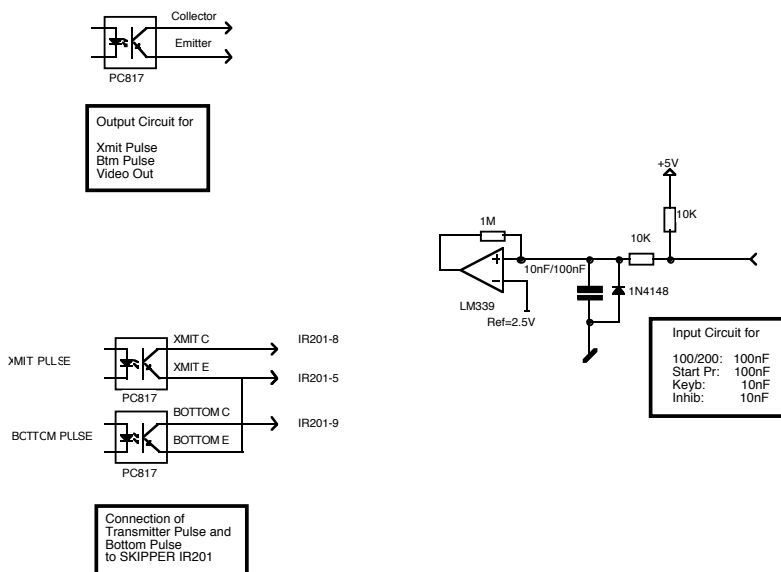 Collector
Emitter
PC817
Output Circuit for
Xmit Pulse
Btm Pulse
Video Out
+5V
10K
10K
1M
+
10nF/100nF
−
1N4148
LM339
Ref=2.5V
Input Circuit for
100/200: 100nF
Start Pr: 100nF
Keyb: 10nF
Inhib: 10nF
XMIT C
IR201-8
XMIT PULSE
XMIT E
IR201-5
PC817
BOTTOM C
IR201-9
BOTTOM PULSE
BOTTOM E
PC817
Connection of
Transmitter Pulse and
Bottom Pulse
to SKIPPER IR201